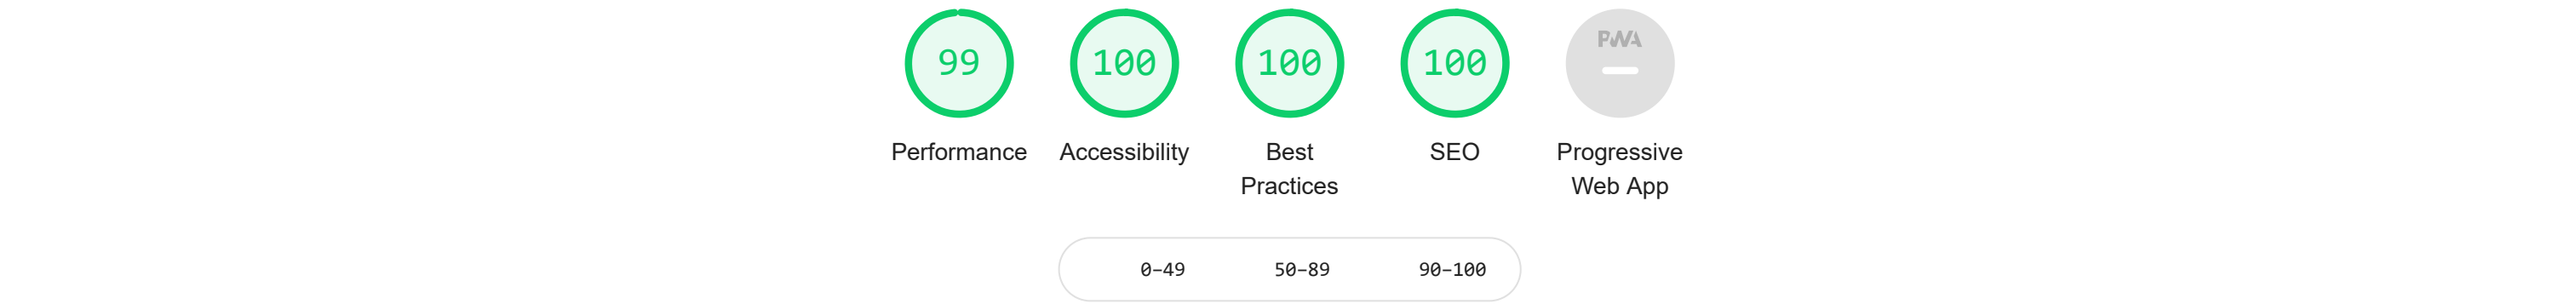 99 100 100 100 PWA
Performance Accessibility Best Practices SEO Progressive Web App
0–49 50–89 90–100